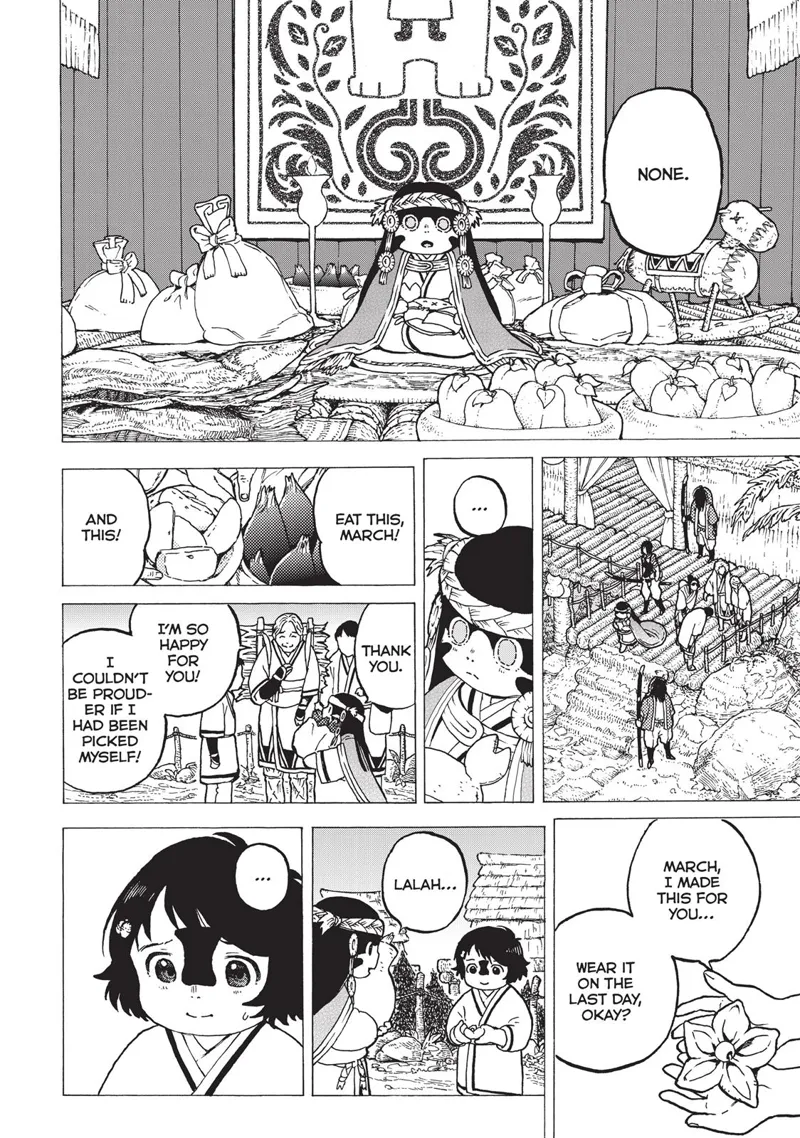 NONE.
...
EAT THIS,
MARCH!
AND
THIS!
THANK
YOU.
I'M SO
HAPPY
FOR
YOU!
I
COULDN'T
BE PROUD-
ER IF I
HAD BEEN
PICKED
MYSELF!
MARCH,
I MADE
THIS FOR
YOU...
WEAR IT
ON THE
LAST DAY,
OKAY?
LALAH...
...